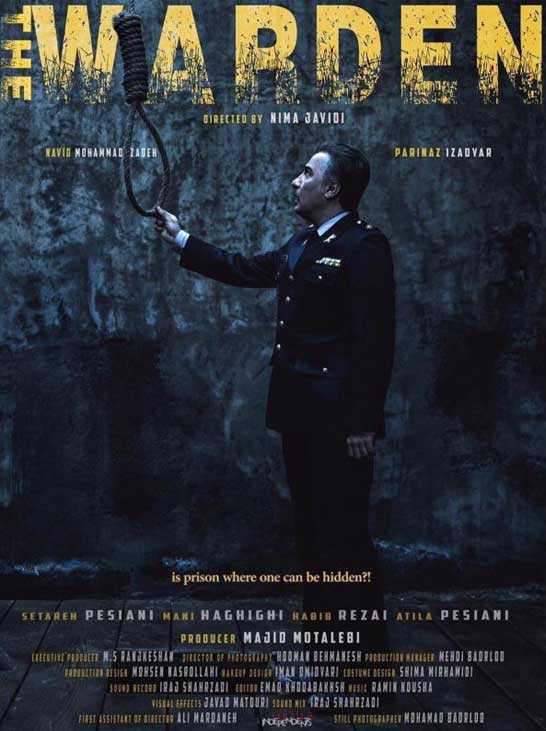 THE WARDEN
DIRECTED BY NIMA JAVIDI
NAVID MOHAMMAD ZADEH
PARINAZ IZADYAR
is prison where one can be hidden?!
SETAREH PESIANI MANI HAGHIGHI HABIB REZAI ATILA PESIANI
PRODUCER MAJID MOTALEBI
EXECUTIVE PRODUCER M.S RANJKESHAN DIRECTOR OF PHOTOGRAPHY HOOMAN BEHMANESH PRODUCTION MANAGER MEHDI BADRLOO
PRODUCTION DESIGN MOHSEN NASROLLAHI MAKEUP DESIGN IMAN OMIDVARI COSTUME DESIGN SHIMA MIRHAMIDI
SOUND RECORD IRAJ SHAHRZADI EDITOR EMAD KHODABAKHSH MUSIC RAMIN KOUSHA
VISUAL EFFECTS JAVAD MATOURI SOUND MIX IRAJ SHAHRZADI
FIRST ASSISTANT OF DIRECTOR ALI MARDANEH INDEPENDENTS STILL PHOTOGRAPHER MOHAMAD BADRLOO